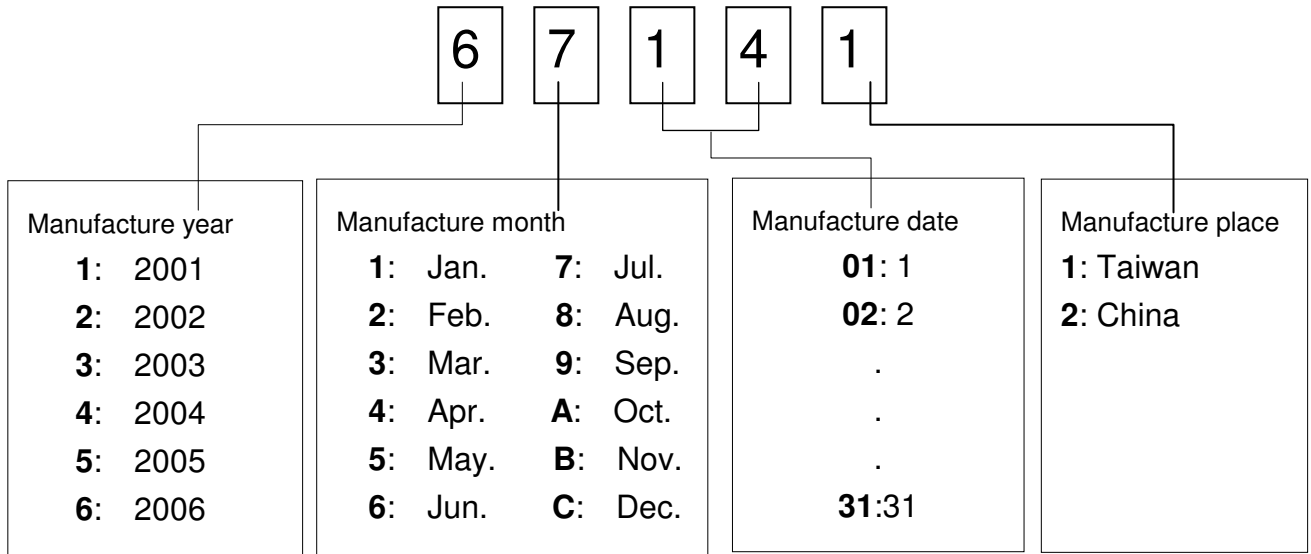 6 7 1 4 1
Manufacture year
1: 2001
2: 2002
3: 2003
4: 2004
5: 2005
6: 2006
Manufacture month
1: Jan. 7: Jul.
2: Feb. 8: Aug.
3: Mar. 9: Sep.
4: Apr. A: Oct.
5: May. B: Nov.
6: Jun. C: Dec.
Manufacture date
01: 1
02: 2
.
.
.
31:31
Manufacture place
1: Taiwan
2: China